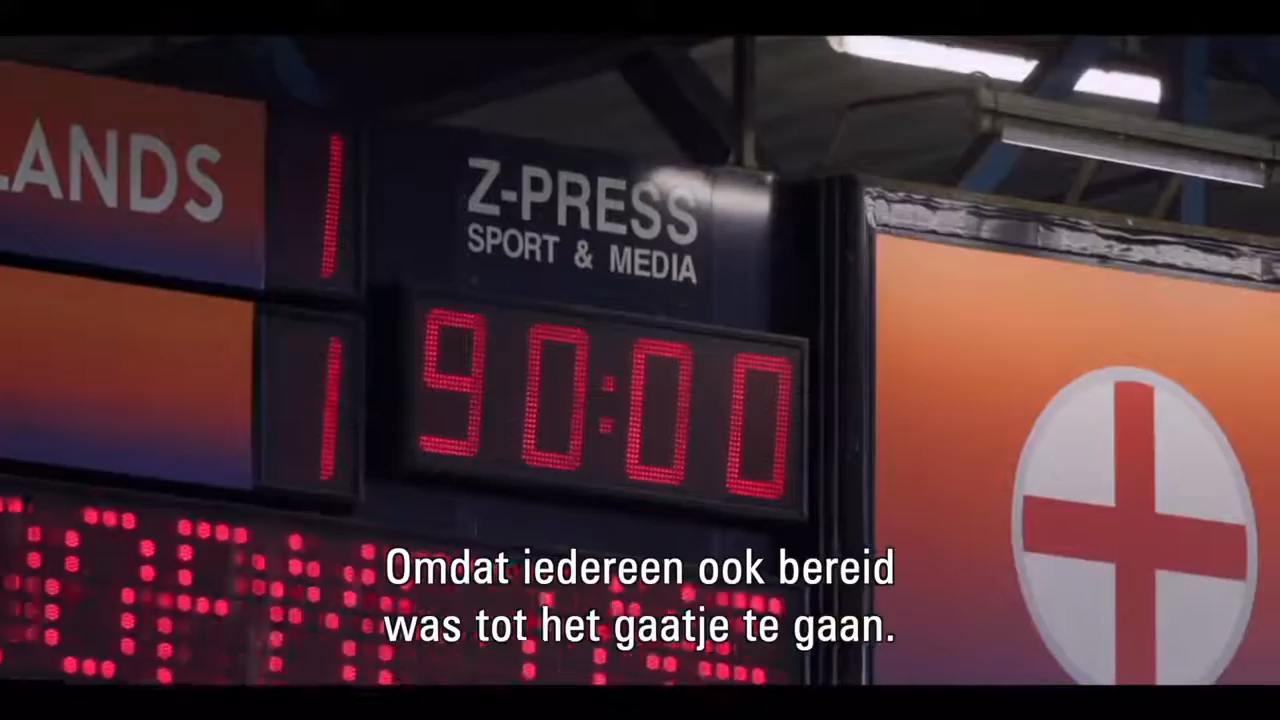 LANDS 1
Z-PRESS
SPORT & MEDIA
1
90:00
Omdat iedereen ook bereid
was tot het gaatje te gaan.